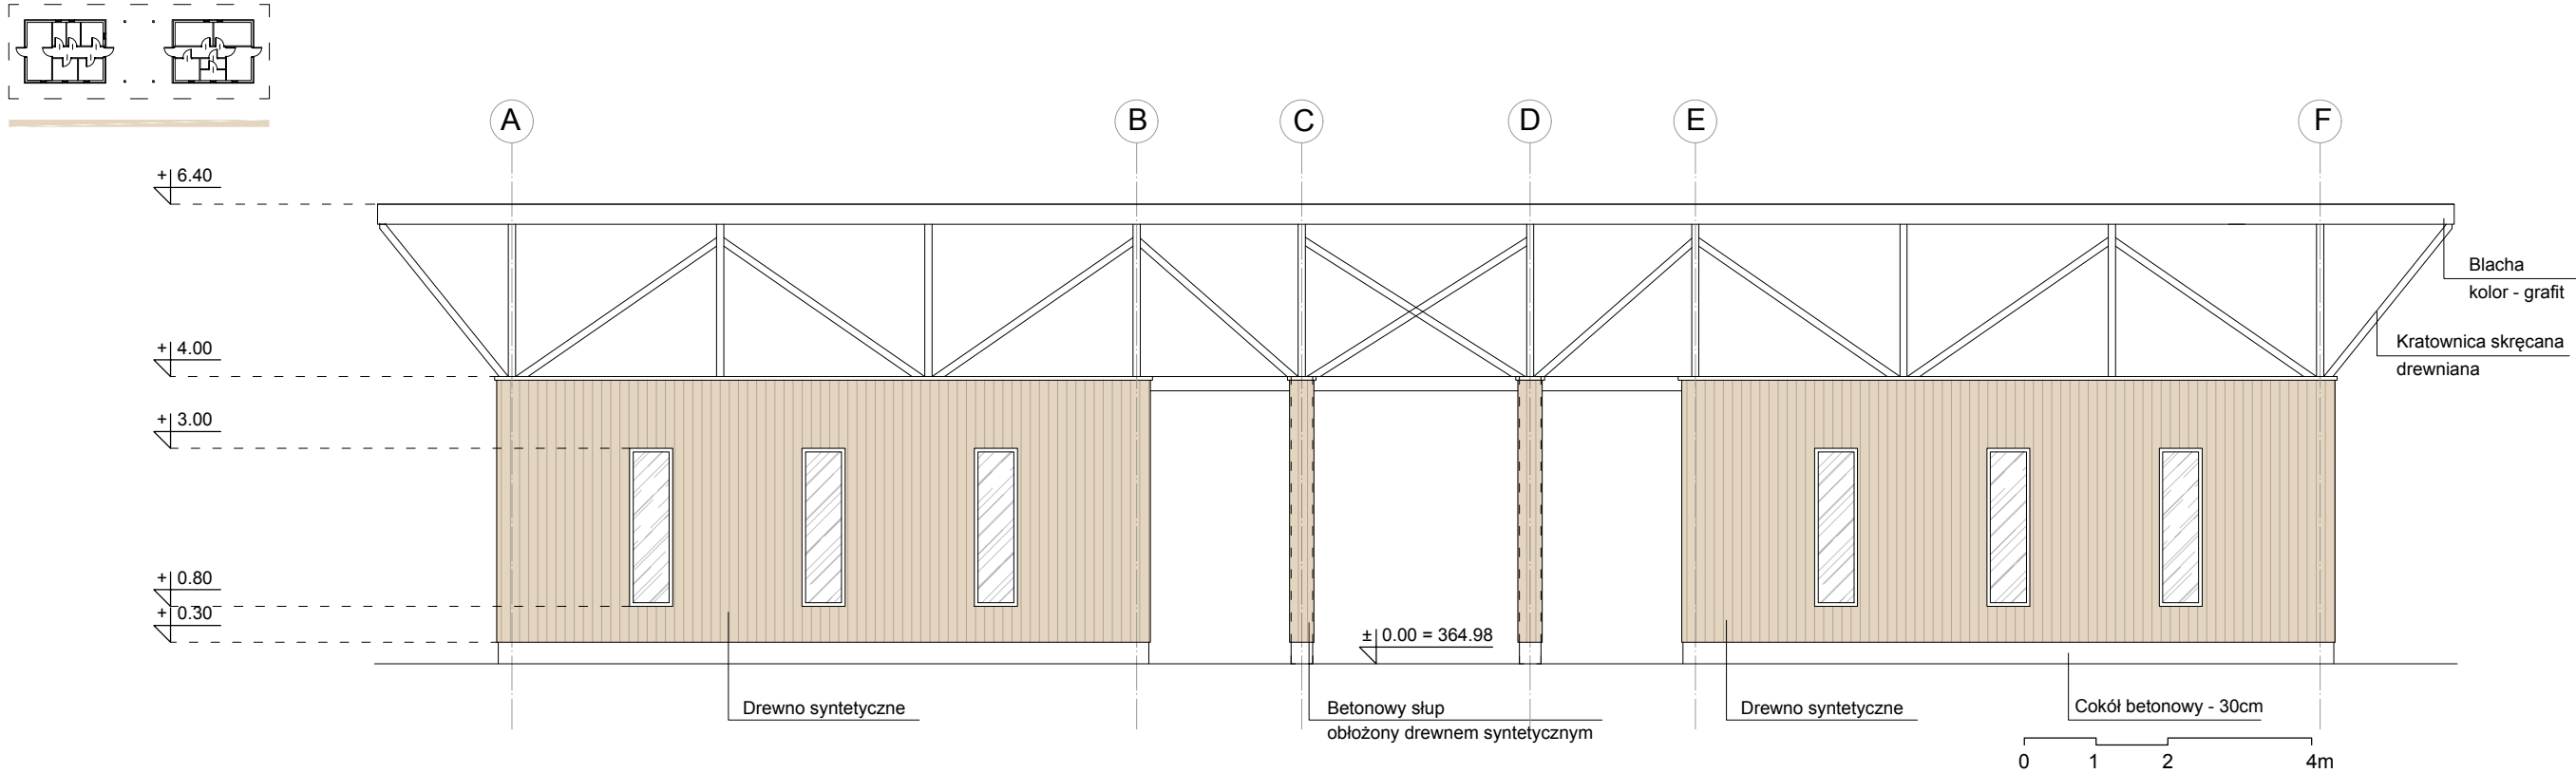 A B C D E F
+ 6.40
Blacha
kolor - grafit
Kratownica skręcana
drewniana
+ 4.00
+ 3.00
+ 0.80
+ 0.30
± 0.00 = 364.98
Drewno syntetyczne
Betonowy słup
obłożony drewnem syntetycznym
Drewno syntetyczne
Cokół betonowy - 30cm
0 1 2 4m